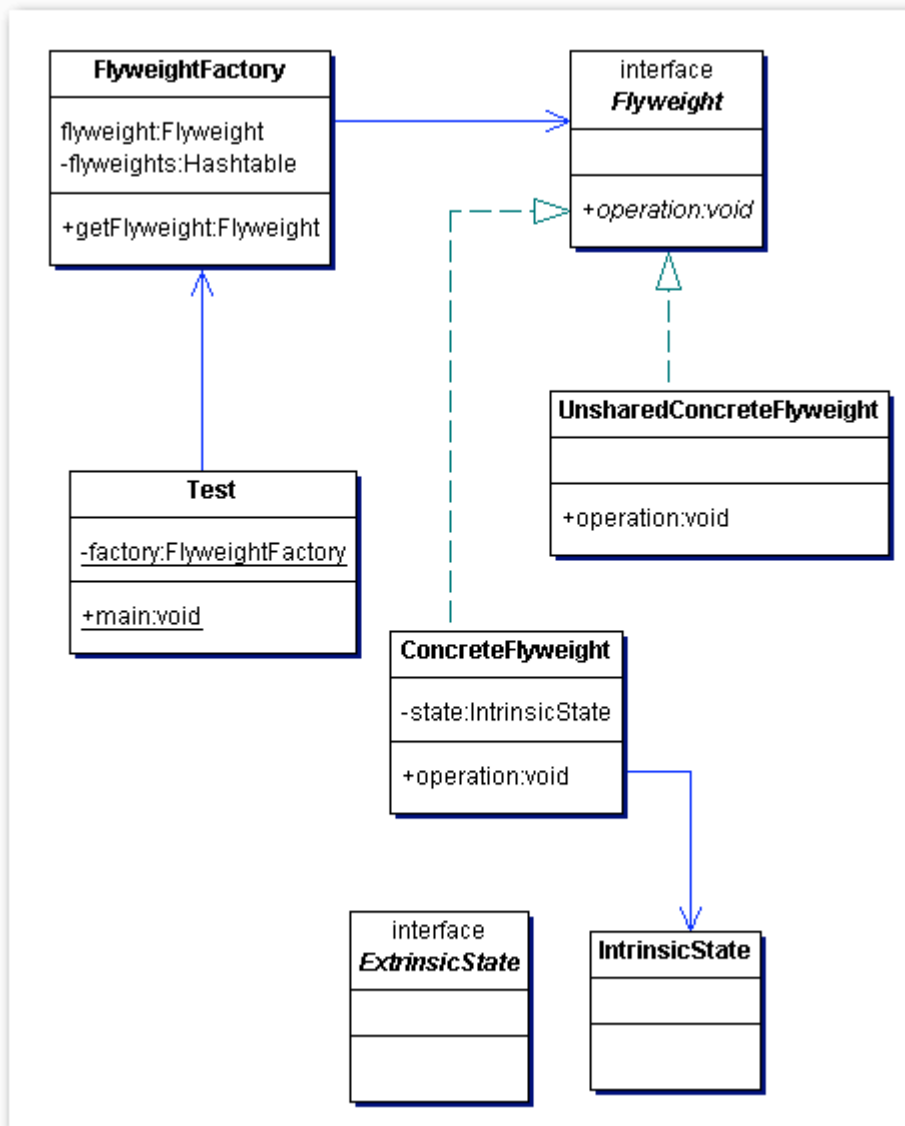 FlyweightFactory
flyweight:Flyweight
-flyweights:Hashtable
+getFlyweight:Flyweight
interface
Flyweight
+operation:void
UnsharedConcreteFlyweight
+operation:void
Test
-factory:FlyweightFactory
+main:void
ConcreteFlyweight
-state:IntrinsicState
+operation:void
interface
ExtrinsicState
IntrinsicState